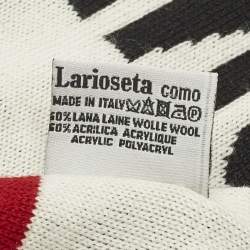 Larioseta como
MADE IN ITALY
50% LANA LAINE WOLLE WOOL
50% ACRILICA ACRYLIQUE
ACRYLIC POLYACRYL